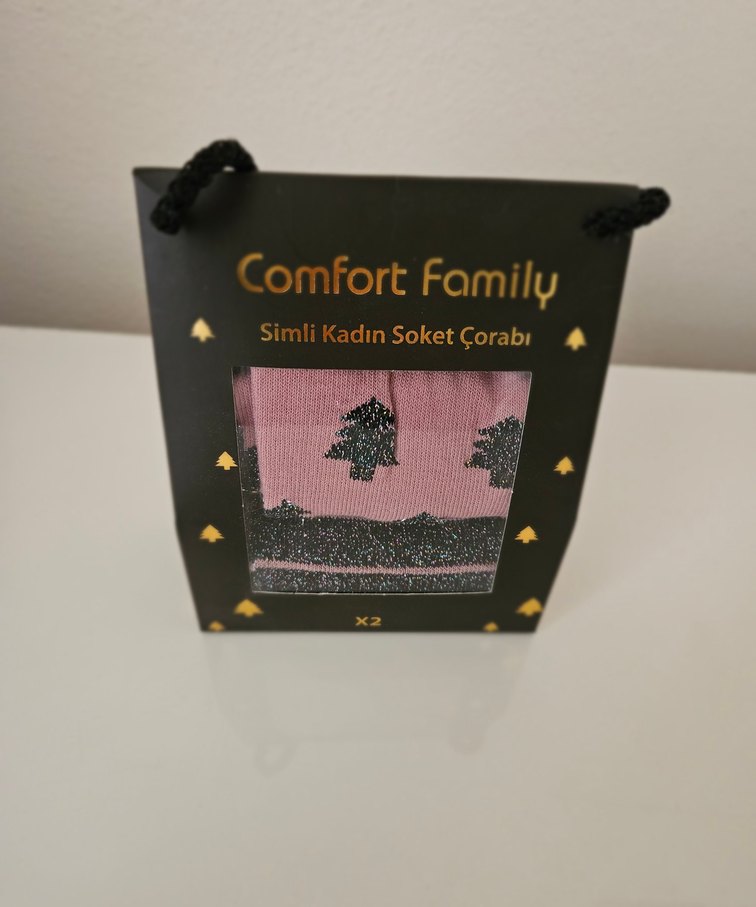 Comfort Family
Simli Kadın Soket Çorabı
X2